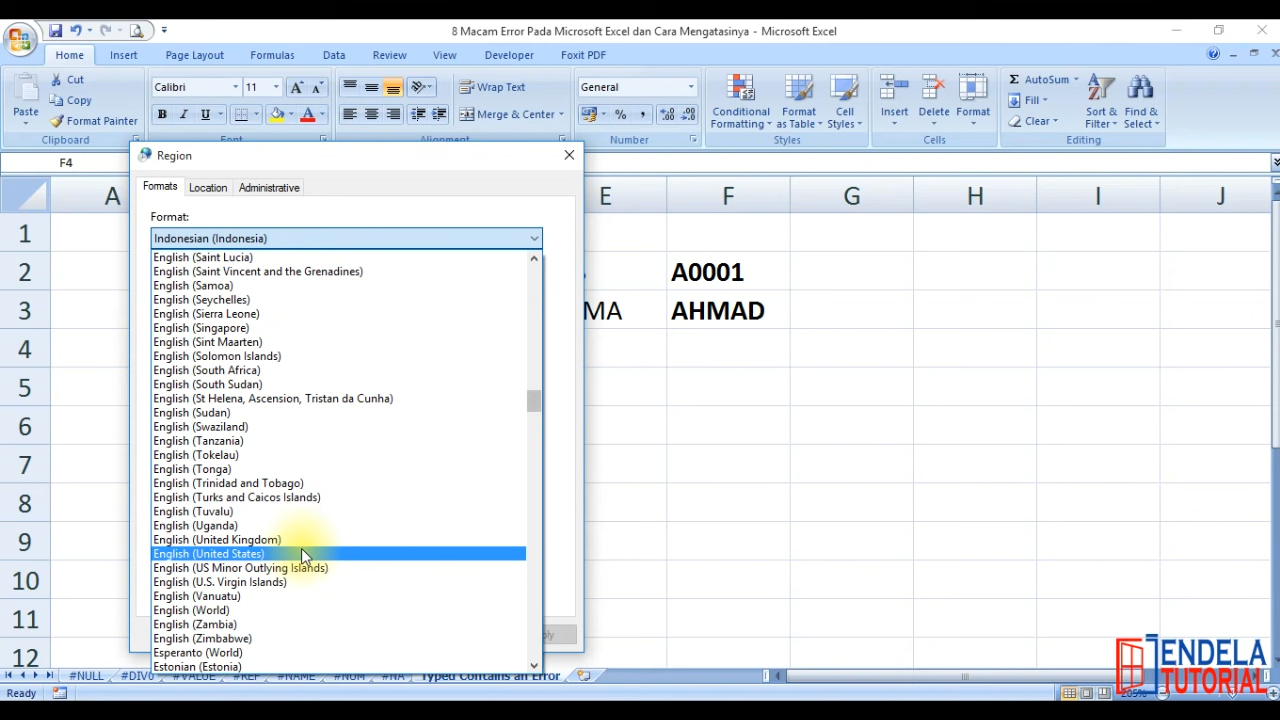 8 Macam Error Pada Microsoft Excel dan Cara Mengatasinya - Microsoft Excel
Home Insert Page Layout Formulas Data Review View Developer Foxit PDF
Paste
Cut
Copy
Format Painter
Clipboard
Calibri 11
B I U
Font
Wrap Text
Merge & Center
Alignment
General
% ,
Number
Conditional Formatting
Format as Table
Cell Styles
Styles
Insert Delete Format
Cells
Σ AutoSum
Fill
Clear
Sort & Filter
Find & Select
Editing
F4
A E F G H I J
1
2 A0001
3 MA AHMAD
4
5
6
7
8
9
10
11
12
Region
Formats Location Administrative
Format:
Indonesian (Indonesia)
English (Saint Lucia)
English (Saint Vincent and the Grenadines)
English (Samoa)
English (Seychelles)
English (Sierra Leone)
English (Singapore)
English (Sint Maarten)
English (Solomon Islands)
English (South Africa)
English (South Sudan)
English (St Helena, Ascension, Tristan da Cunha)
English (Sudan)
English (Swaziland)
English (Tanzania)
English (Tokelau)
English (Tonga)
English (Trinidad and Tobago)
English (Turks and Caicos Islands)
English (Tuvalu)
English (Uganda)
English (United Kingdom)
English (United States)
English (US Minor Outlying Islands)
English (U.S. Virgin Islands)
English (Vanuatu)
English (World)
English (Zambia)
English (Zimbabwe)
Esperanto (World)
Estonian (Estonia)
#NULL #DIV0 #VALUE #REF #NAME #NUM #NA Typed Contains an Error
Ready 205%
ENDELA
TUTORIAL